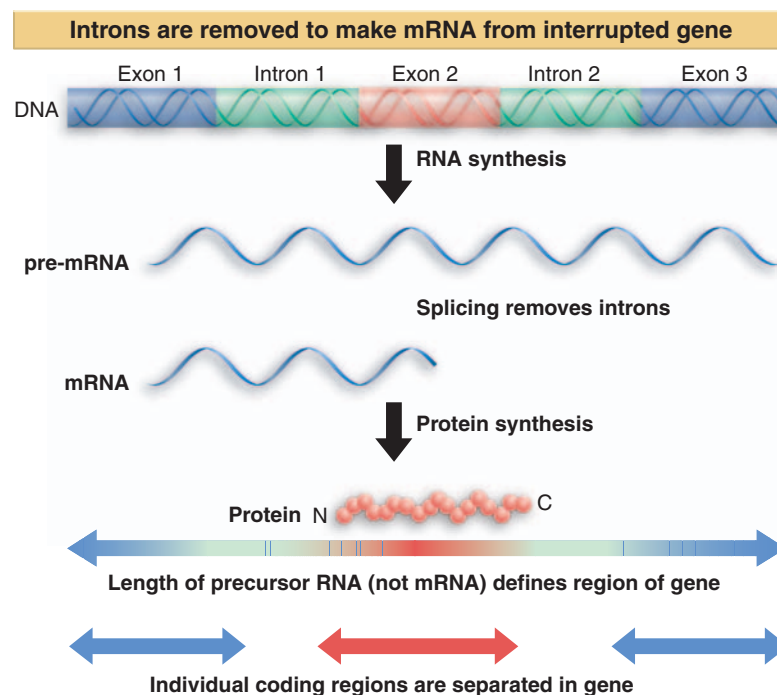 Introns are removed to make mRNA from interrupted gene
Exon 1 Intron 1 Exon 2 Intron 2 Exon 3
DNA
RNA synthesis
pre-mRNA
Splicing removes introns
mRNA
Protein synthesis
Protein N C
Length of precursor RNA (not mRNA) defines region of gene
Individual coding regions are separated in gene